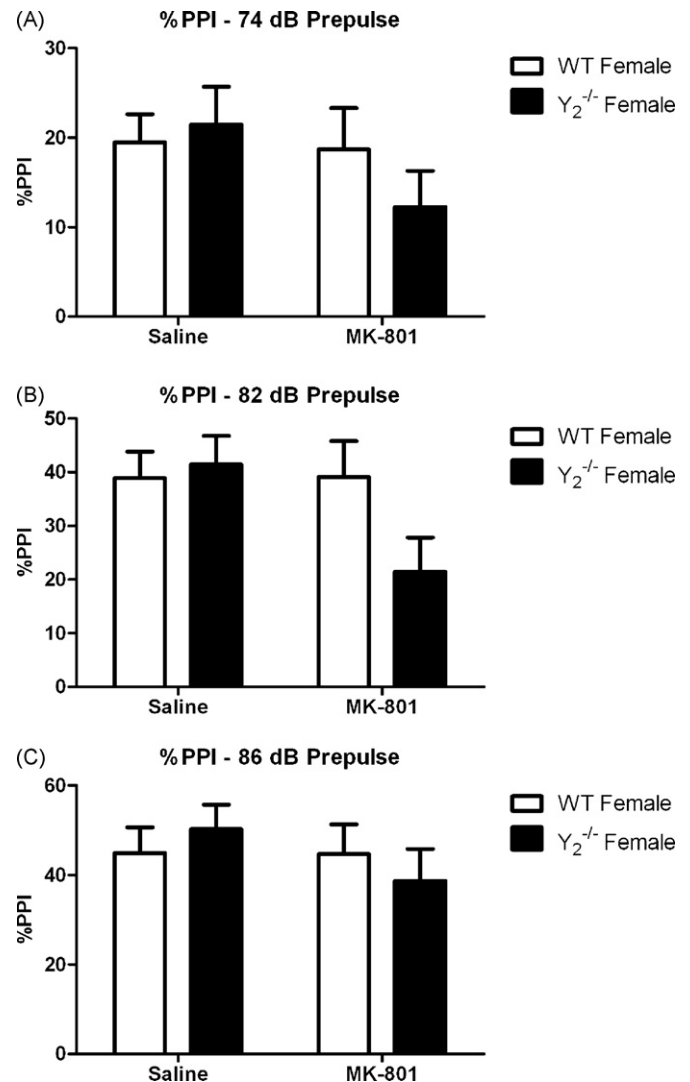 (A) %PPI - 74 dB Prepulse
30
20
10
0
%PPI
Saline MK-801
WT Female
Y₂⁻/⁻ Female
(B) %PPI - 82 dB Prepulse
50
40
30
20
10
0
%PPI
Saline MK-801
WT Female
Y₂⁻/⁻ Female
(C) %PPI - 86 dB Prepulse
60
40
20
0
%PPI
Saline MK-801
WT Female
Y₂⁻/⁻ Female